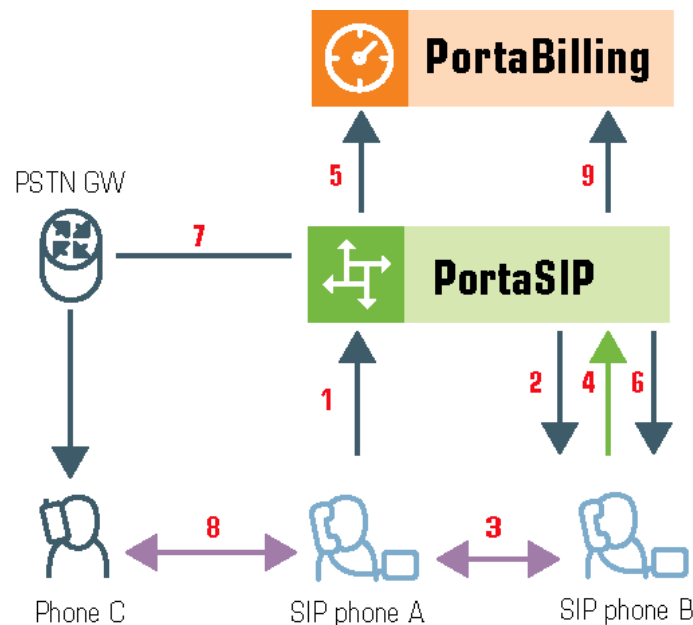 PortaBilling
5
9
PSTN GW
7
PortaSIP
1
2
4
6
8
3
Phone C
SIP phone A
SIP phone B